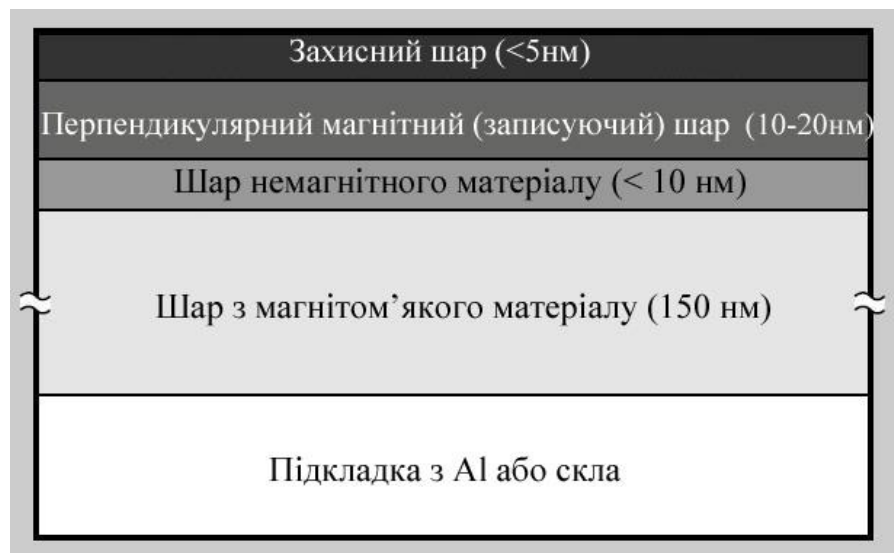 Захисний шар (<5нм)
Перпендикулярний магнітний (записуючий) шар (10-20нм)
Шар немагнітного матеріалу (< 10 нм)
Шар з магнітом’якого матеріалу (150 нм)
Підкладка з Al або скла